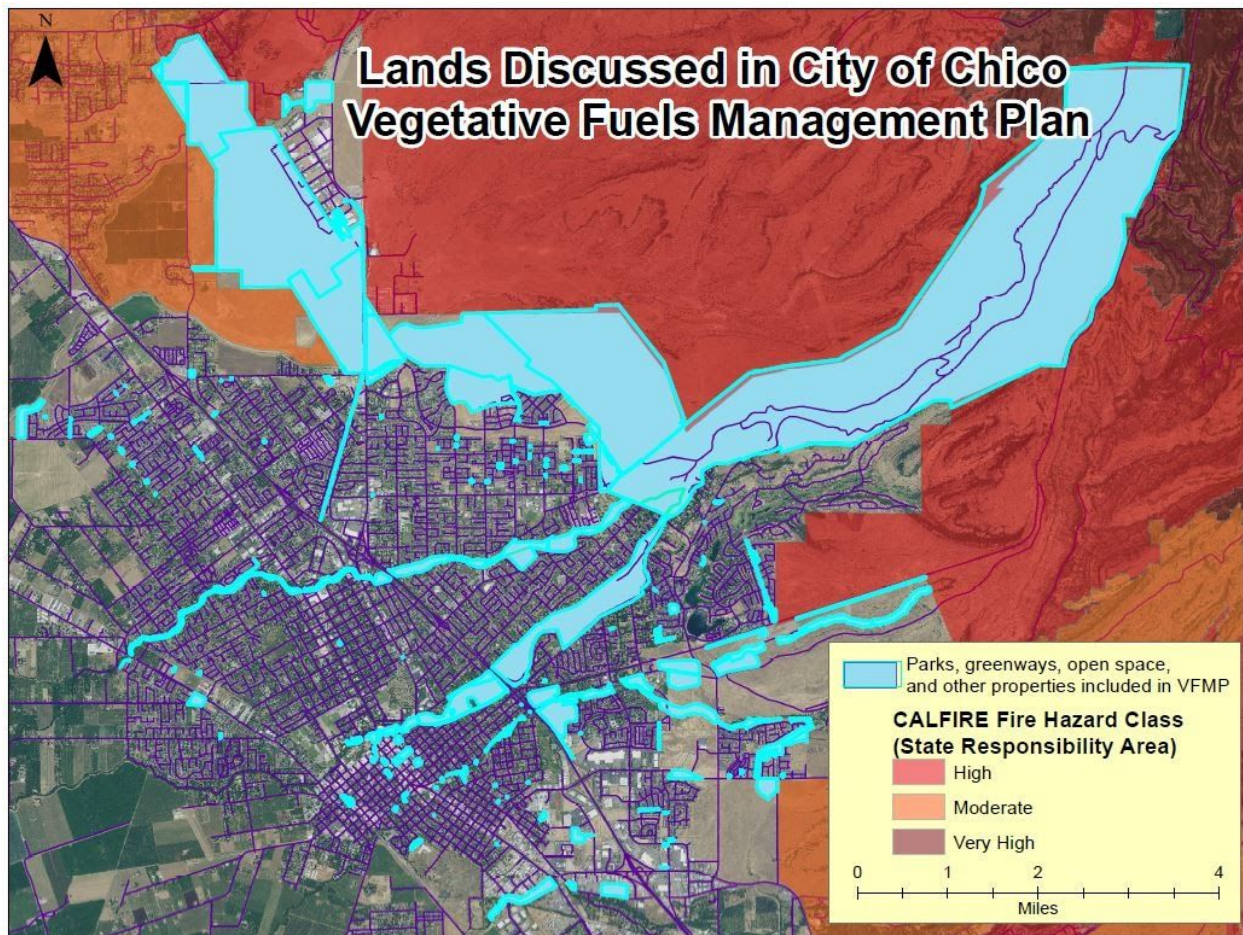 N
Lands Discussed in City of Chico
Vegetative Fuels Management Plan
Parks, greenways, open space,
and other properties included in VFMP
CALFIRE Fire Hazard Class
(State Responsibility Area)
High
Moderate
Very High
0 1 2 4
Miles